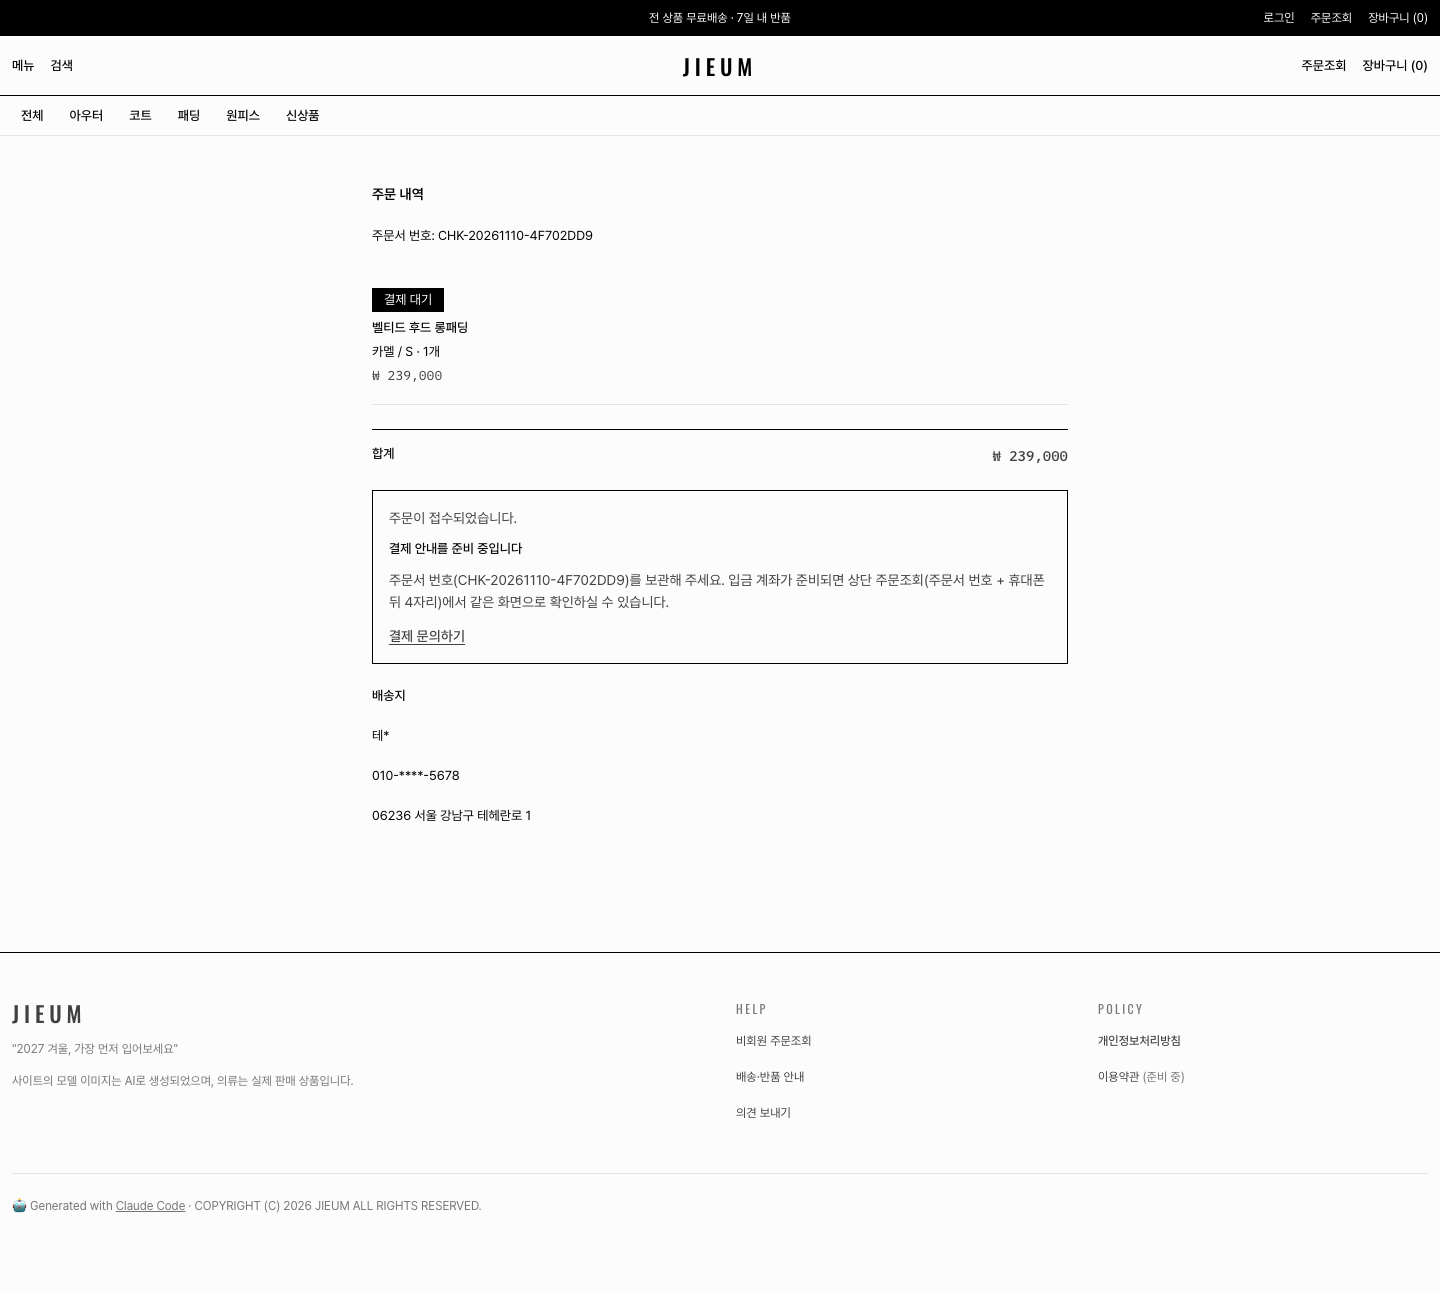 전 상품 무료배송 · 7일 내 반품
로그인 주문조회 장바구니 (0)
메뉴 검색
JIEUM
주문조회 장바구니 (0)
전체 아우터 코트 패딩 원피스 신상품
주문 내역
주문서 번호: CHK-20261110-4F702DD9
결제 대기
벨티드 후드 롱패딩
카멜 / S · 1개
₩ 239,000
합계
₩ 239,000
주문이 접수되었습니다.
결제 안내를 준비 중입니다
주문서 번호(CHK-20261110-4F702DD9)를 보관해 주세요. 입금 계좌가 준비되면 상단 주문조회(주문서 번호 + 휴대폰
뒤 4자리)에서 같은 화면으로 확인하실 수 있습니다.
결제 문의하기
배송지
테*
010-****-5678
06236 서울 강남구 테헤란로 1
JIEUM
"2027 겨울, 가장 먼저 입어보세요"
사이트의 모델 이미지는 AI로 생성되었으며, 의류는 실제 판매 상품입니다.
HELP
비회원 주문조회
배송·반품 안내
의견 보내기
POLICY
개인정보처리방침
이용약관 (준비 중)
🤖 Generated with Claude Code · COPYRIGHT (C) 2026 JIEUM ALL RIGHTS RESERVED.